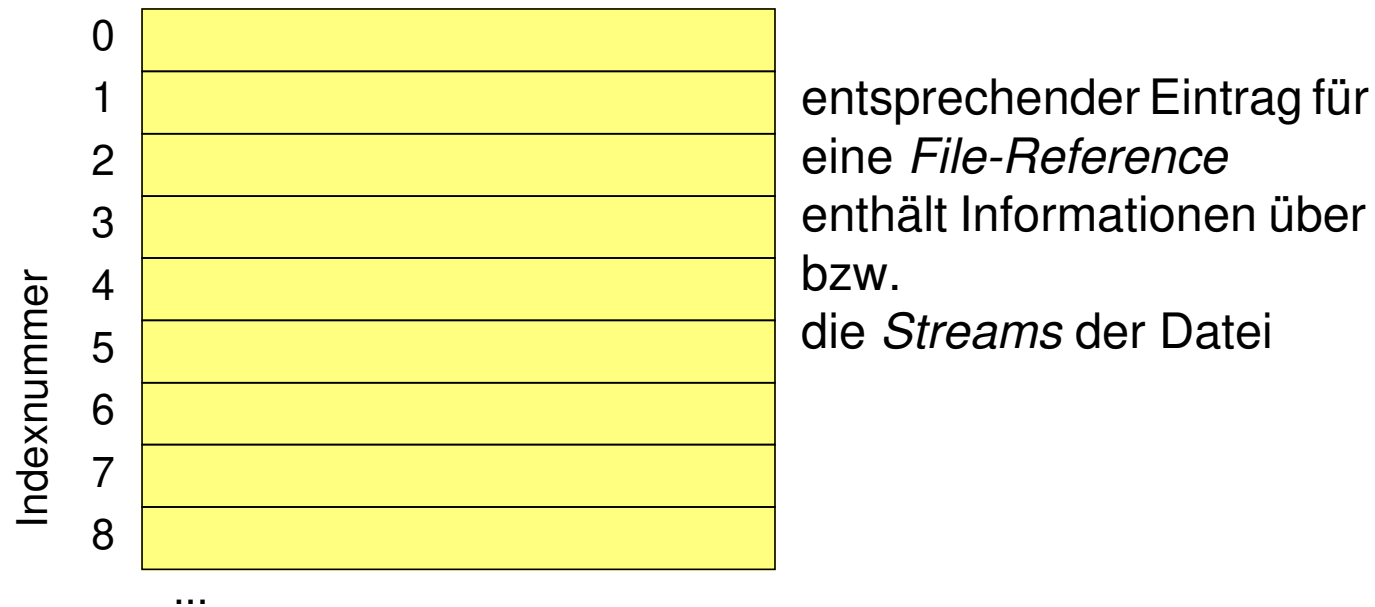 0
1
2
3
4
5
6
7
8
...
Indexnummer
entsprechender Eintrag für
eine File-Reference
enthält Informationen über
bzw.
die Streams der Datei